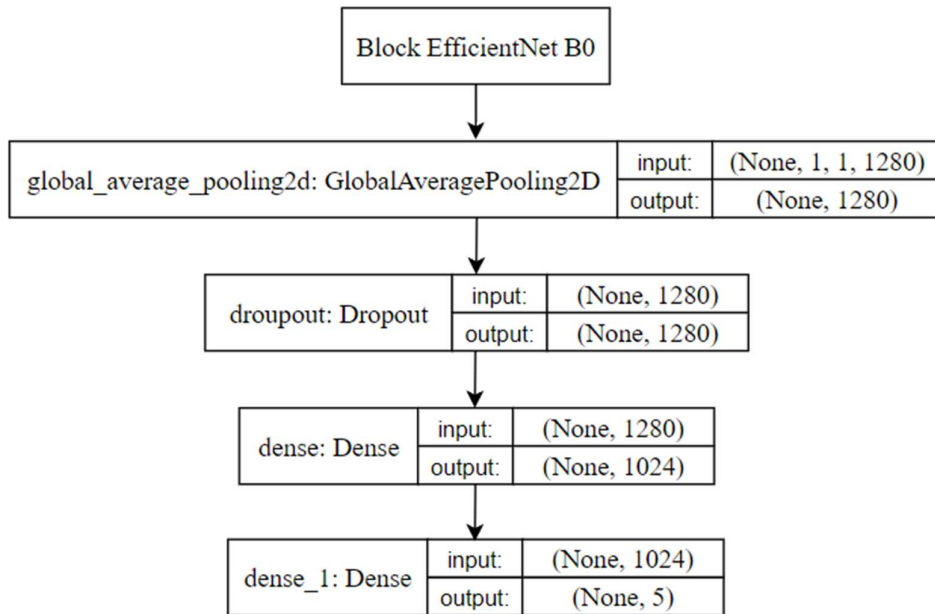 Block EfficientNet B0
global_average_pooling2d: GlobalAveragePooling2D
input: (None, 1, 1, 1280)
output: (None, 1280)
droupout: Dropout
input: (None, 1280)
output: (None, 1280)
dense: Dense
input: (None, 1280)
output: (None, 1024)
dense_1: Dense
input: (None, 1024)
output: (None, 5)